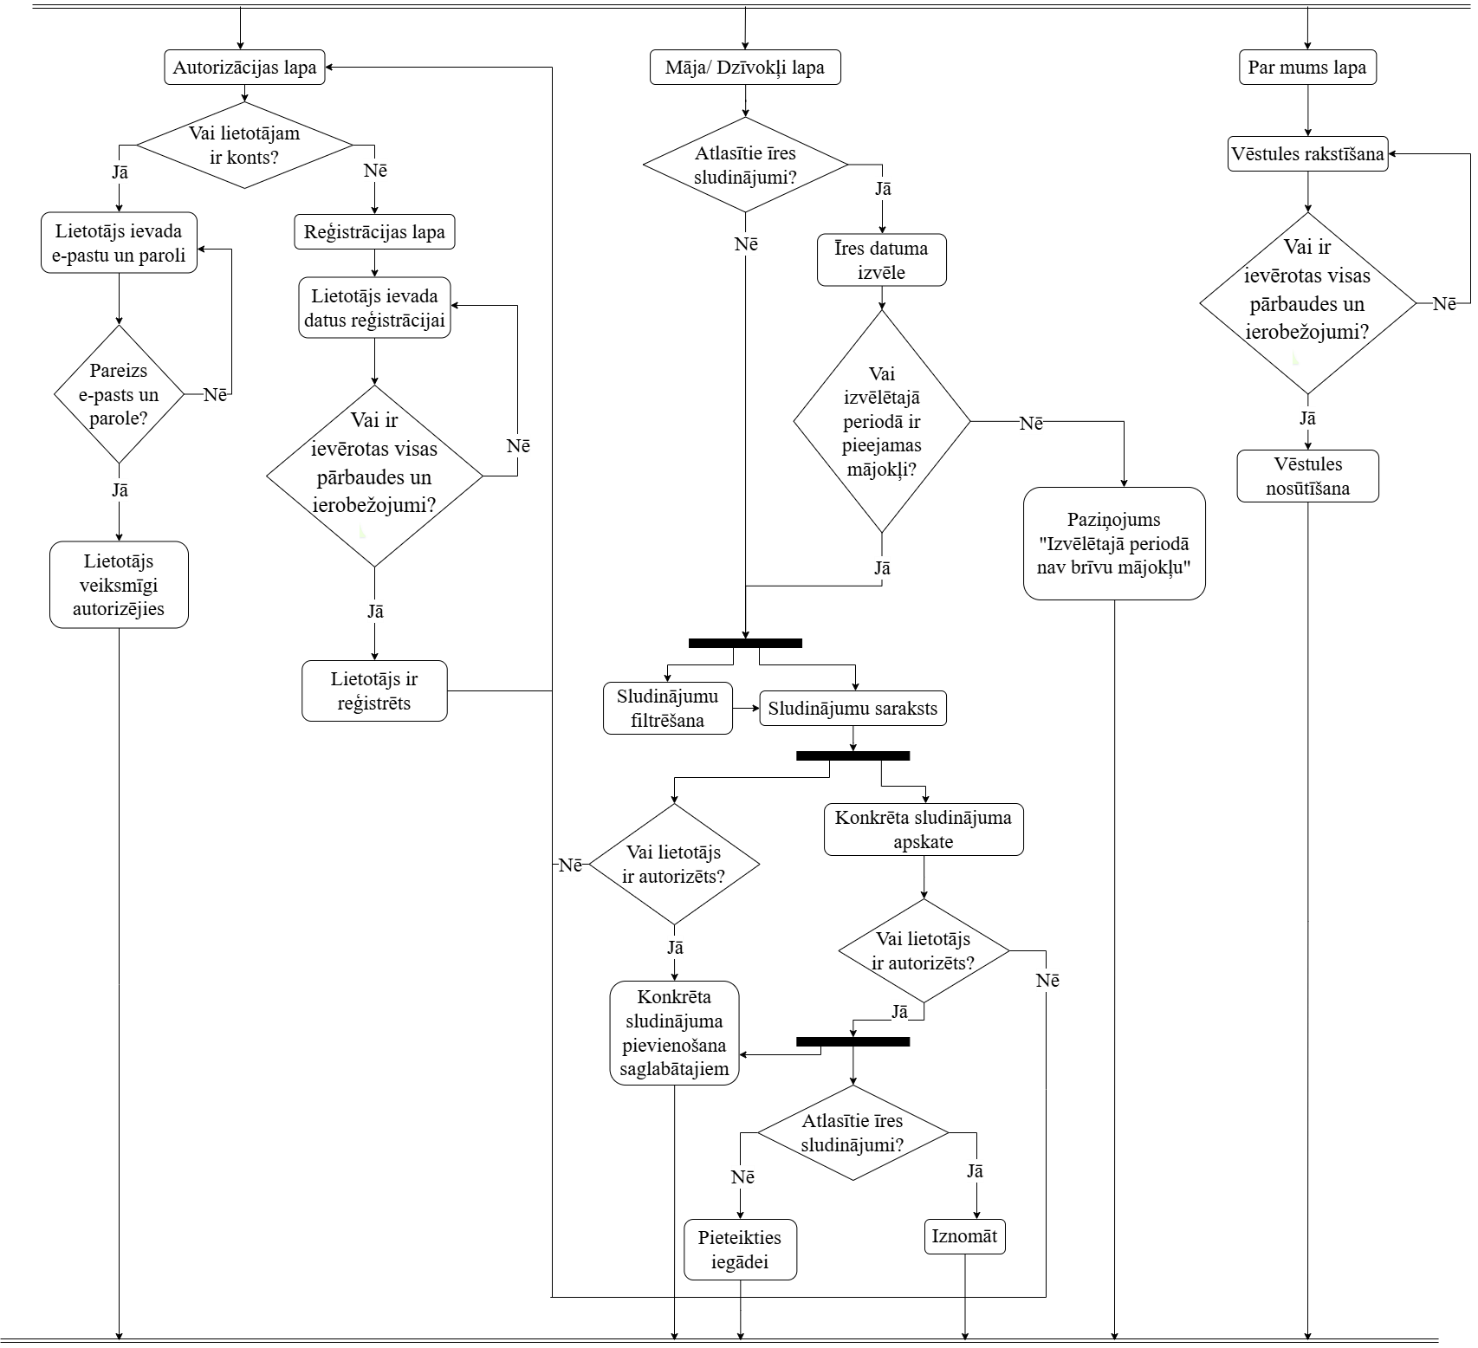 Autorizācijas lapa
Vai lietotājam
ir konts?
Jā
Nē
Lietotājs ievada
e-pastu un paroli
Pareizs
e-pasts un
parole?
Nē
Jā
Lietotājs
veiksmīgi
autorizējies
Reģistrācijas lapa
Lietotājs ievada
datus reģistrācijai
Vai ir
ievērotas visas
pārbaudes un
ierobežojumi?
Nē
Jā
Lietotājs ir
reģistrēts
Māja/ Dzīvokļi lapa
Atlasītie īres
sludinājumi?
Jā
Nē
Īres datuma
izvēle
Vai
izvēlētajā
periodā ir
pieejamas
mājokļi?
Nē
Jā
Paziņojums
"Izvēlētajā periodā
nav brīvu mājokļu"
Sludinājumu
filtrēšana
Sludinājumu saraksts
Vai lietotājs
ir autorizēts?
Nē
Jā
Konkrēta sludinājuma
apskate
Vai lietotājs
ir autorizēts?
Nē
Jā
Konkrēta
sludinājuma
pievienošana
saglabātajiem
Atlasītie īres
sludinājumi?
Nē
Jā
Pieteikties
iegādei
Iznomāt
Par mums lapa
Vēstules rakstīšana
Vai ir
ievērotas visas
pārbaudes un
ierobežojumi?
Nē
Jā
Vēstules
nosūtīšana